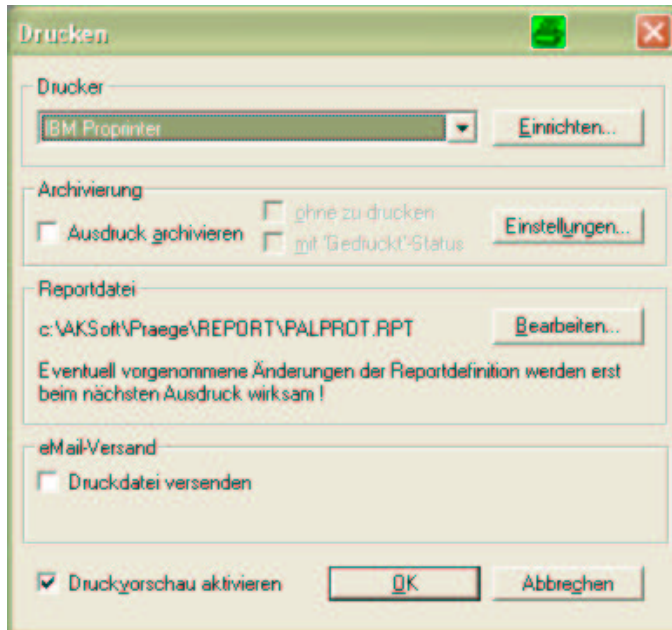 Drucken
Drucker
IBM Proprinter
Einrichten...
Archivierung
Ausdruck archivieren
ohne zu drucken
mit 'Gedruckt'-Status
Einstellungen...
Reportdatei
c:\AKSoft\Praege\REPORT\PALPROT.RPT
Bearbeiten...
Eventuell vorgenommene Änderungen der Reportdefinition werden erst
beim nächsten Ausdruck wirksam !
eMail-Versand
Druckdatei versenden
Druckvorschau aktivieren
OK
Abbrechen